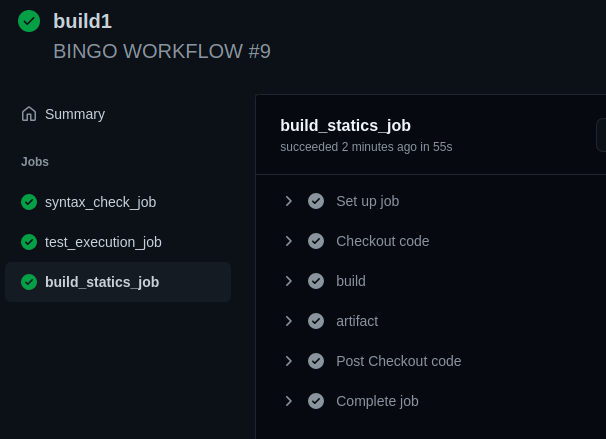 build1
BINGO WORKFLOW #9
Summary
Jobs
syntax_check_job
test_execution_job
build_statics_job
build_statics_job
succeeded 2 minutes ago in 55s
Set up job
Checkout code
build
artifact
Post Checkout code
Complete job